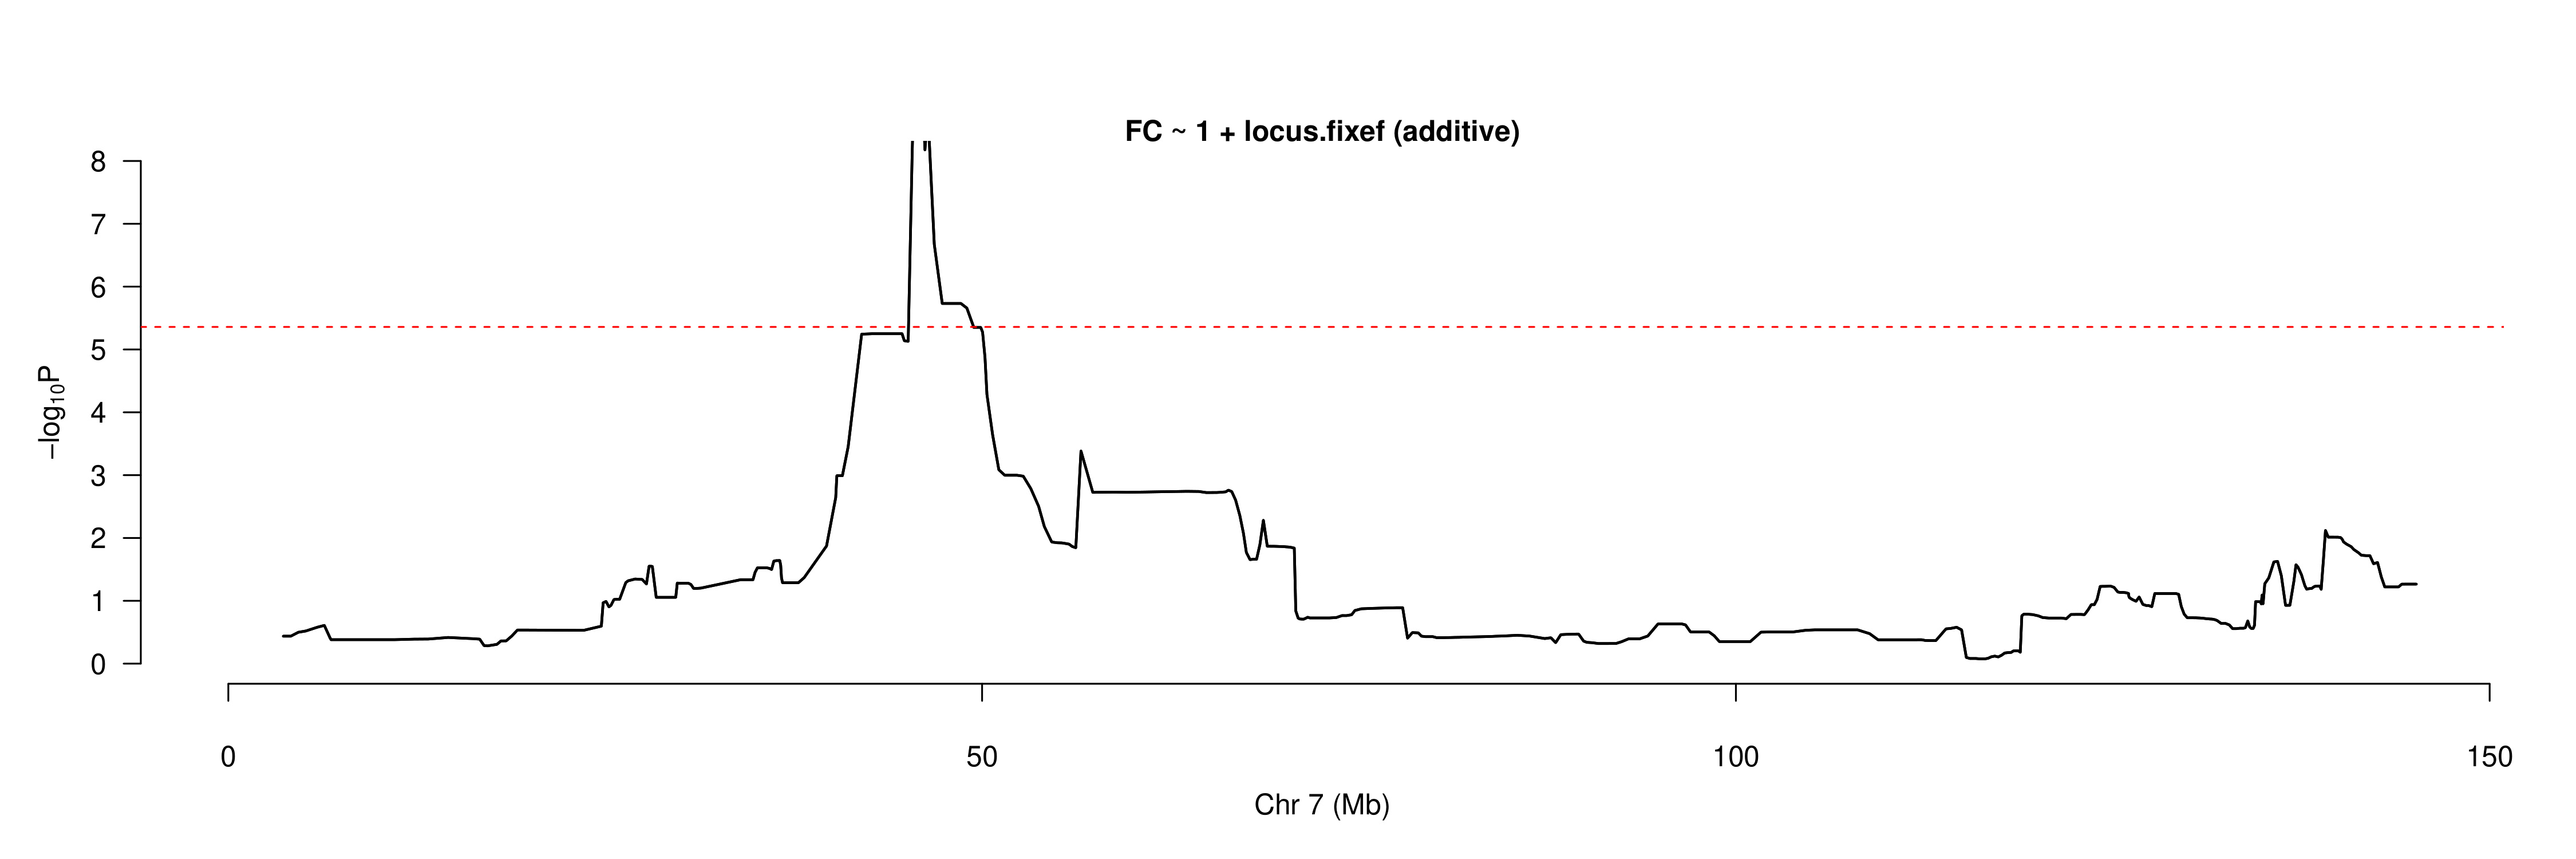 FC ~ 1 + locus.fixef (additive)
8
7
6
5
4
3
2
1
0
−log₁₀P
0 50 100 150
Chr 7 (Mb)